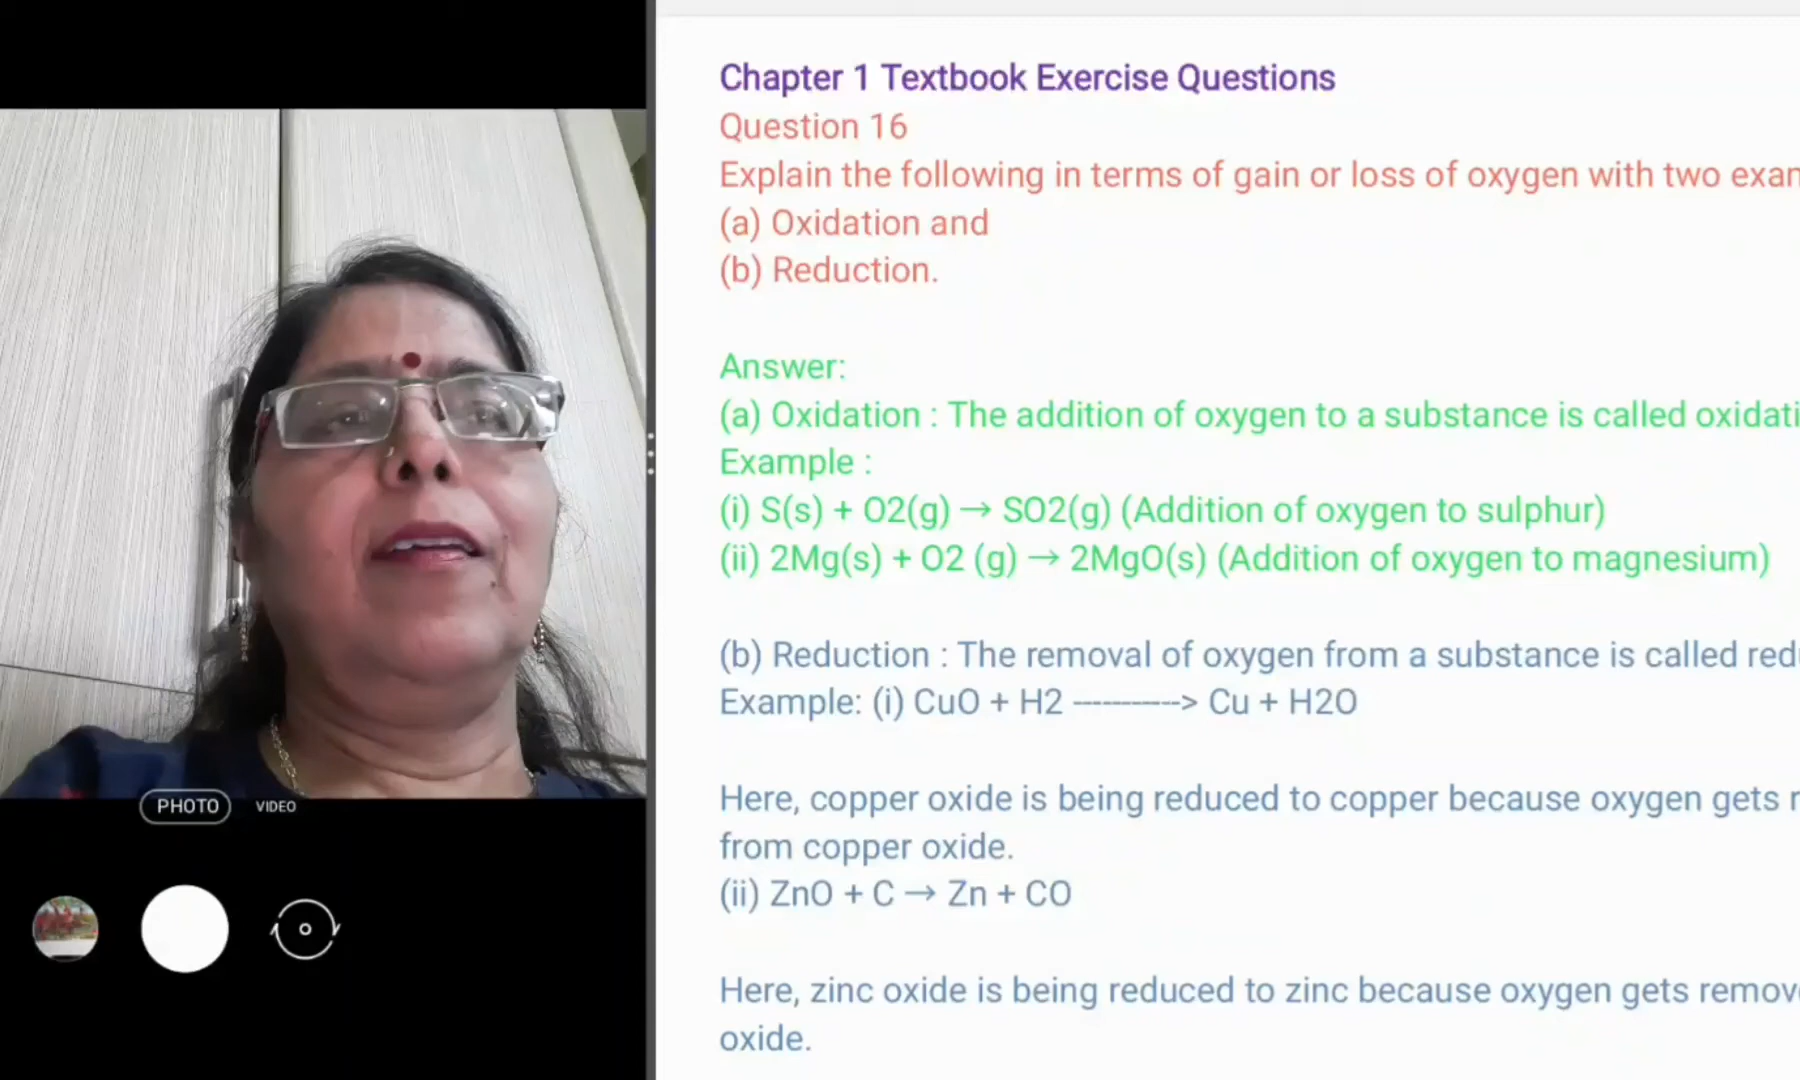 Chapter 1 Textbook Exercise Questions
Question 16
Explain the following in terms of gain or loss of oxygen with two exam
(a) Oxidation and
(b) Reduction.
Answer:
(a) Oxidation : The addition of oxygen to a substance is called oxidati
Example :
(i) S(s) + O2(g) → SO2(g) (Addition of oxygen to sulphur)
(ii) 2Mg(s) + O2 (g) → 2MgO(s) (Addition of oxygen to magnesium)
(b) Reduction : The removal of oxygen from a substance is called red
Example: (i) CuO + H2 -----------> Cu + H2O
Here, copper oxide is being reduced to copper because oxygen gets r
from copper oxide.
(ii) ZnO + C → Zn + CO
Here, zinc oxide is being reduced to zinc because oxygen gets remov
oxide.
PHOTO VIDEO